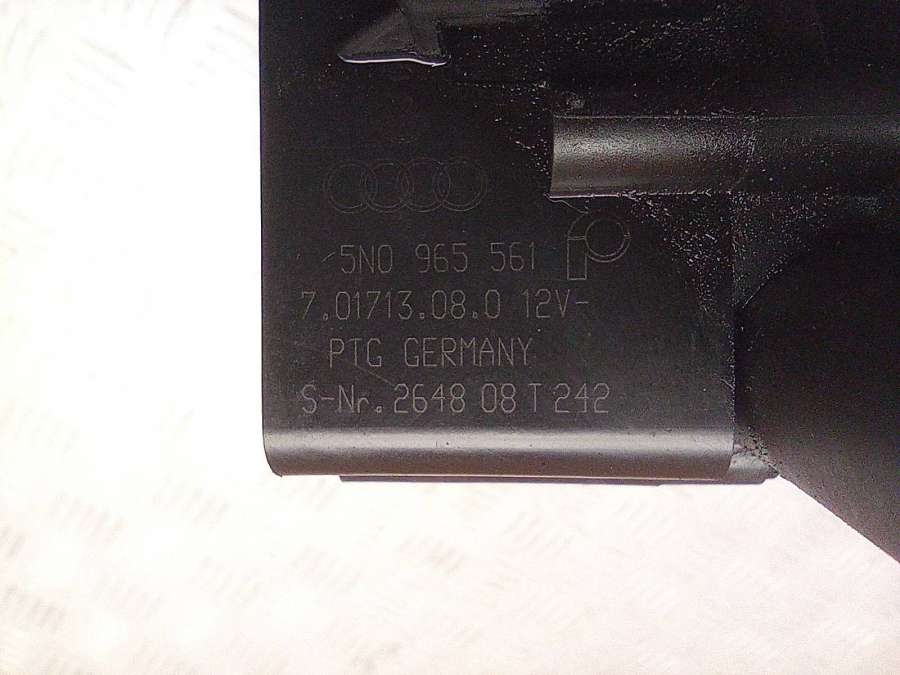 5N0 965 561
7.01713.08.0 12V-
PTG GERMANY
S-Nr. 2648 08 T 242